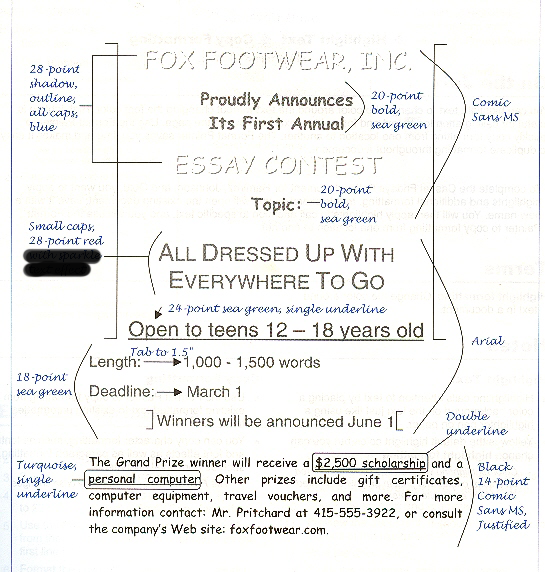 28-point
shadow,
outline,
all caps,
blue
FOX FOOTWEAR, INC.
Proudly Announces
Its First Annual
20-point
bold,
sea green
Comic
Sans MS
ESSAY CONTEST
Topic:
20-point
bold,
sea green
Small caps,
28-point red
ALL DRESSED UP WITH
EVERYWHERE TO GO
24-point sea green, single underline
Open to teens 12 – 18 years old
Arial
18-point
sea green
Tab to 1.5"
Length: 1,000 - 1,500 words
Deadline: March 1
Winners will be announced June 1
Double
underline
Turquoise,
single
underline
The Grand Prize winner will receive a $2,500 scholarship and a
personal computer. Other prizes include gift certificates,
computer equipment, travel vouchers, and more. For more
information contact: Mr. Pritchard at 415-555-3922, or consult
the company's Web site: foxfootwear.com.
Black
14-point
Comic
Sans MS,
Justified